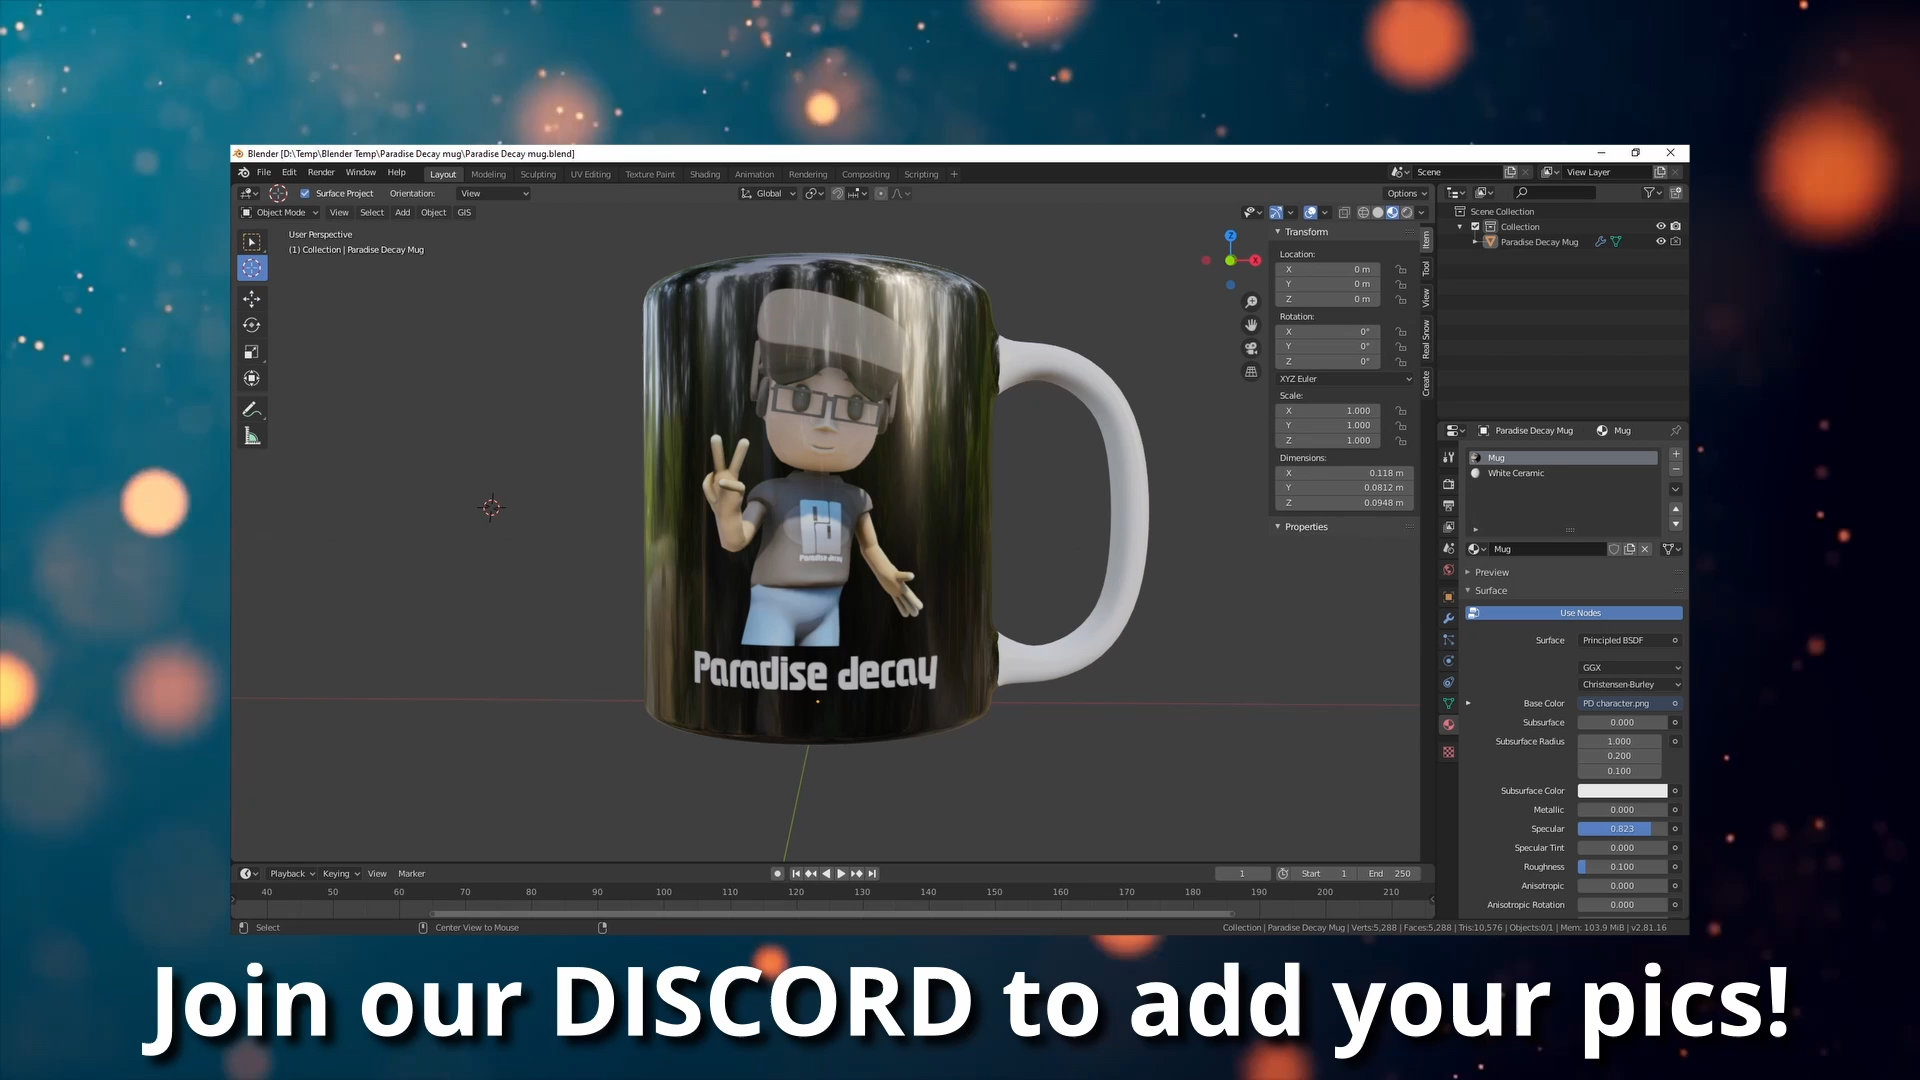 Blender [D:\Temp\Blender Temp\Paradise Decay mug\Paradise Decay mug.blend]
File Edit Render Window Help Layout Modeling Sculpting UV Editing Texture Paint Shading Animation Rendering Compositing Scripting + Scene View Layer
Surface Project Orientation: View Global Options
Object Mode View Select Add Object GIS
User Perspective
(1) Collection | Paradise Decay Mug
Z
X
Transform
Location:
X 0 m
Y 0 m
Z 0 m
Rotation:
X 0°
Y 0°
Z 0°
XYZ Euler
Scale:
X 1.000
Y 1.000
Z 1.000
Dimensions:
X 0.118 m
Y 0.0812 m
Z 0.0948 m
Properties
Item
Tool
View
Real Snow
Create
Scene Collection
Collection
Paradise Decay Mug
Paradise Decay Mug Mug
Mug
White Ceramic
Mug
Preview
Surface
Use Nodes
Surface Principled BSDF
GGX
Christensen-Burley
Base Color PD character.png
Subsurface 0.000
Subsurface Radius 1.000
0.200
0.100
Subsurface Color
Metallic 0.000
Specular 0.823
Specular Tint 0.000
Roughness 0.100
Anisotropic 0.000
Anisotropic Rotation 0.000
Pd
Paradise decay
Paradise decay
Playback Keying View Marker 1 Start 1 End 250
40 50 60 70 80 90 100 110 120 130 140 150 160 170 180 190 200 210
Select Center View to Mouse Collection | Paradise Decay Mug | Verts:5,288 | Faces:5,288 | Tris:10,576 | Objects:0/1 | Mem: 103.9 MiB | v2.81.16
Join our DISCORD to add your pics!